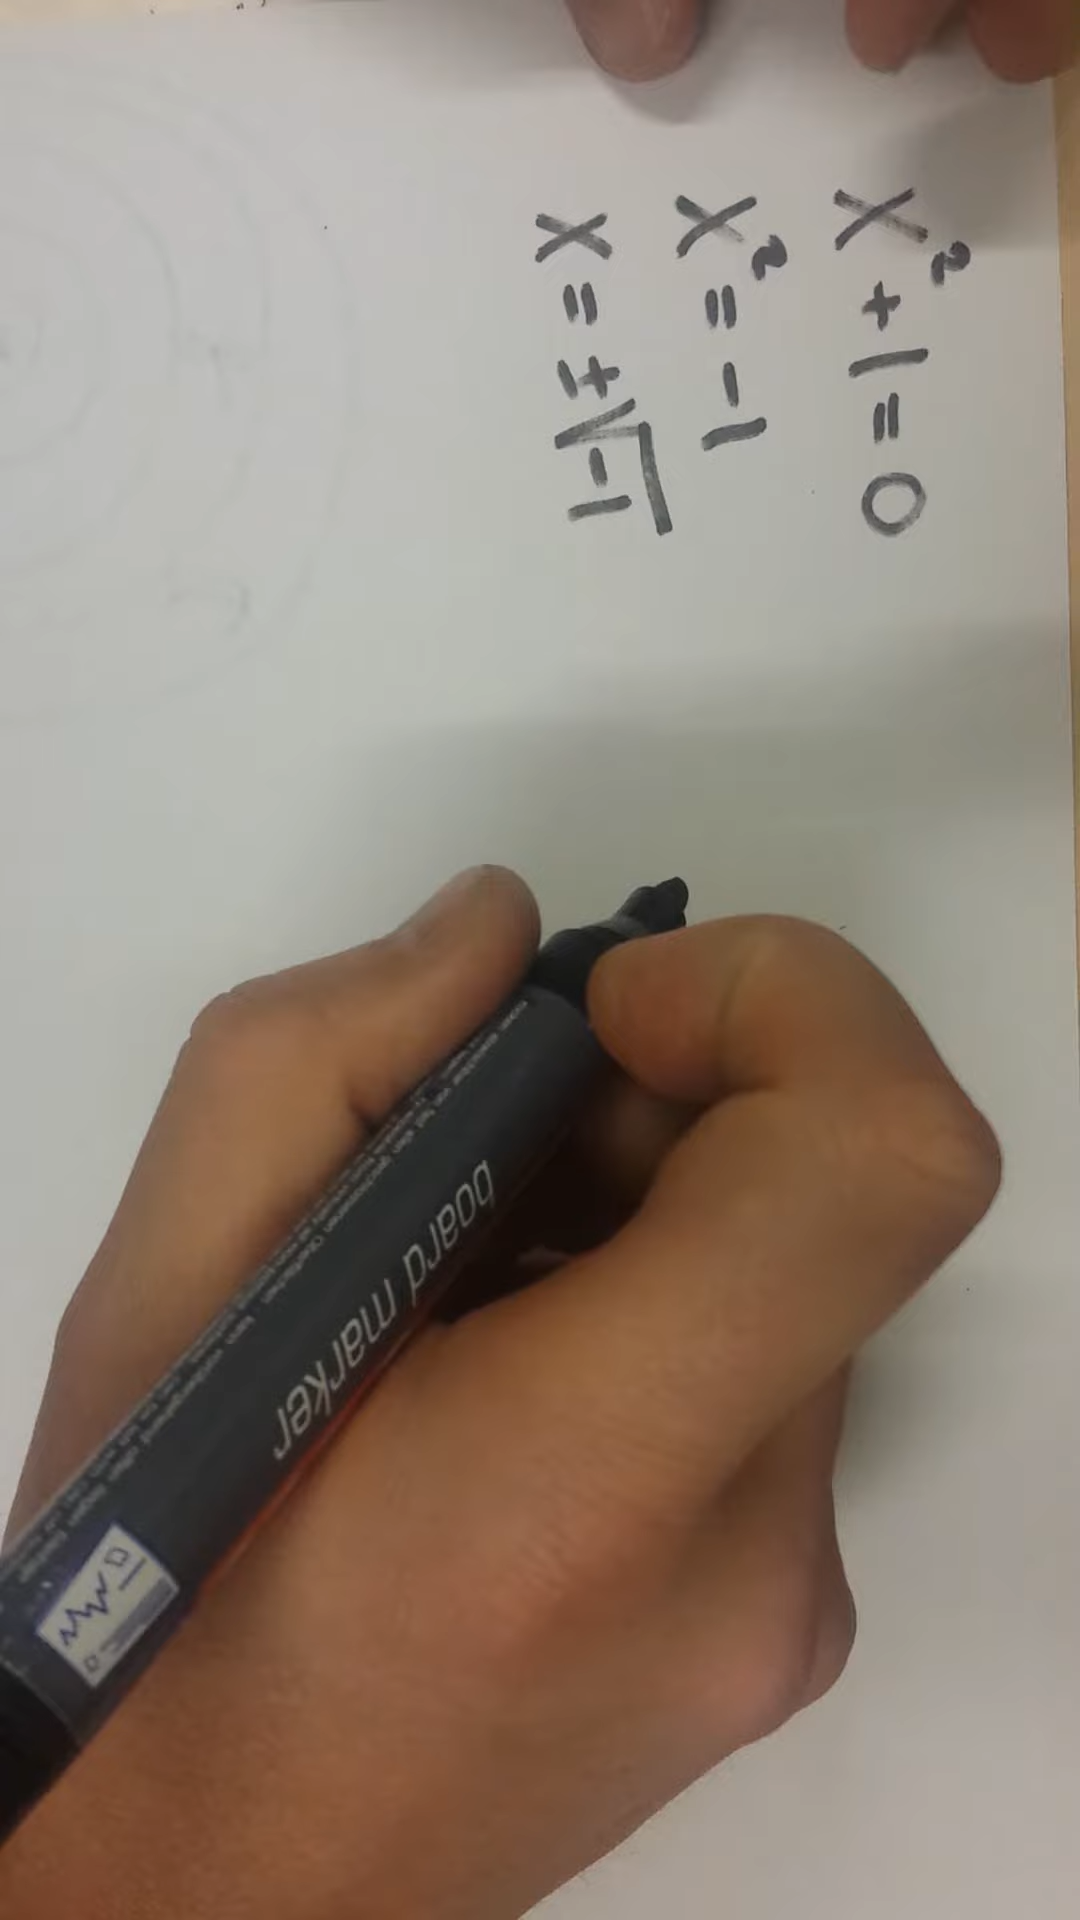 x² + 1 = 0
x² = -1
x = ±√-1
board marker